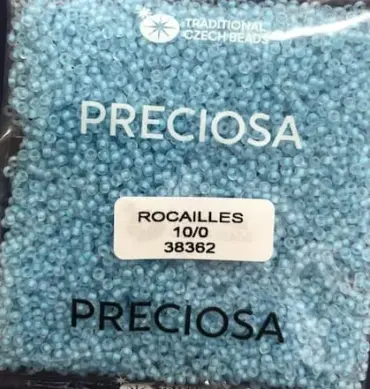 TRADITIONAL
CZECH BEADS
PRECIOSA
ROCAILLES
10/0
38362
PRECIOSA